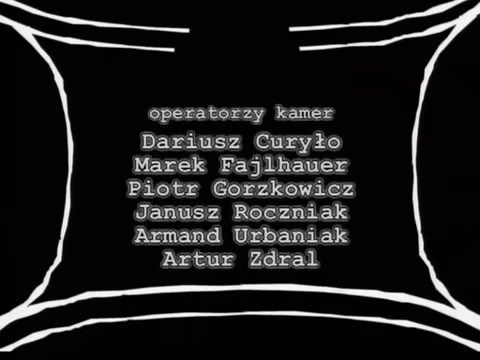 operatorzy kamer
Dariusz Curyło
Marek Fajlhauer
Piotr Gorzkowicz
Janusz Roczniak
Armand Urbaniak
Artur Zdral